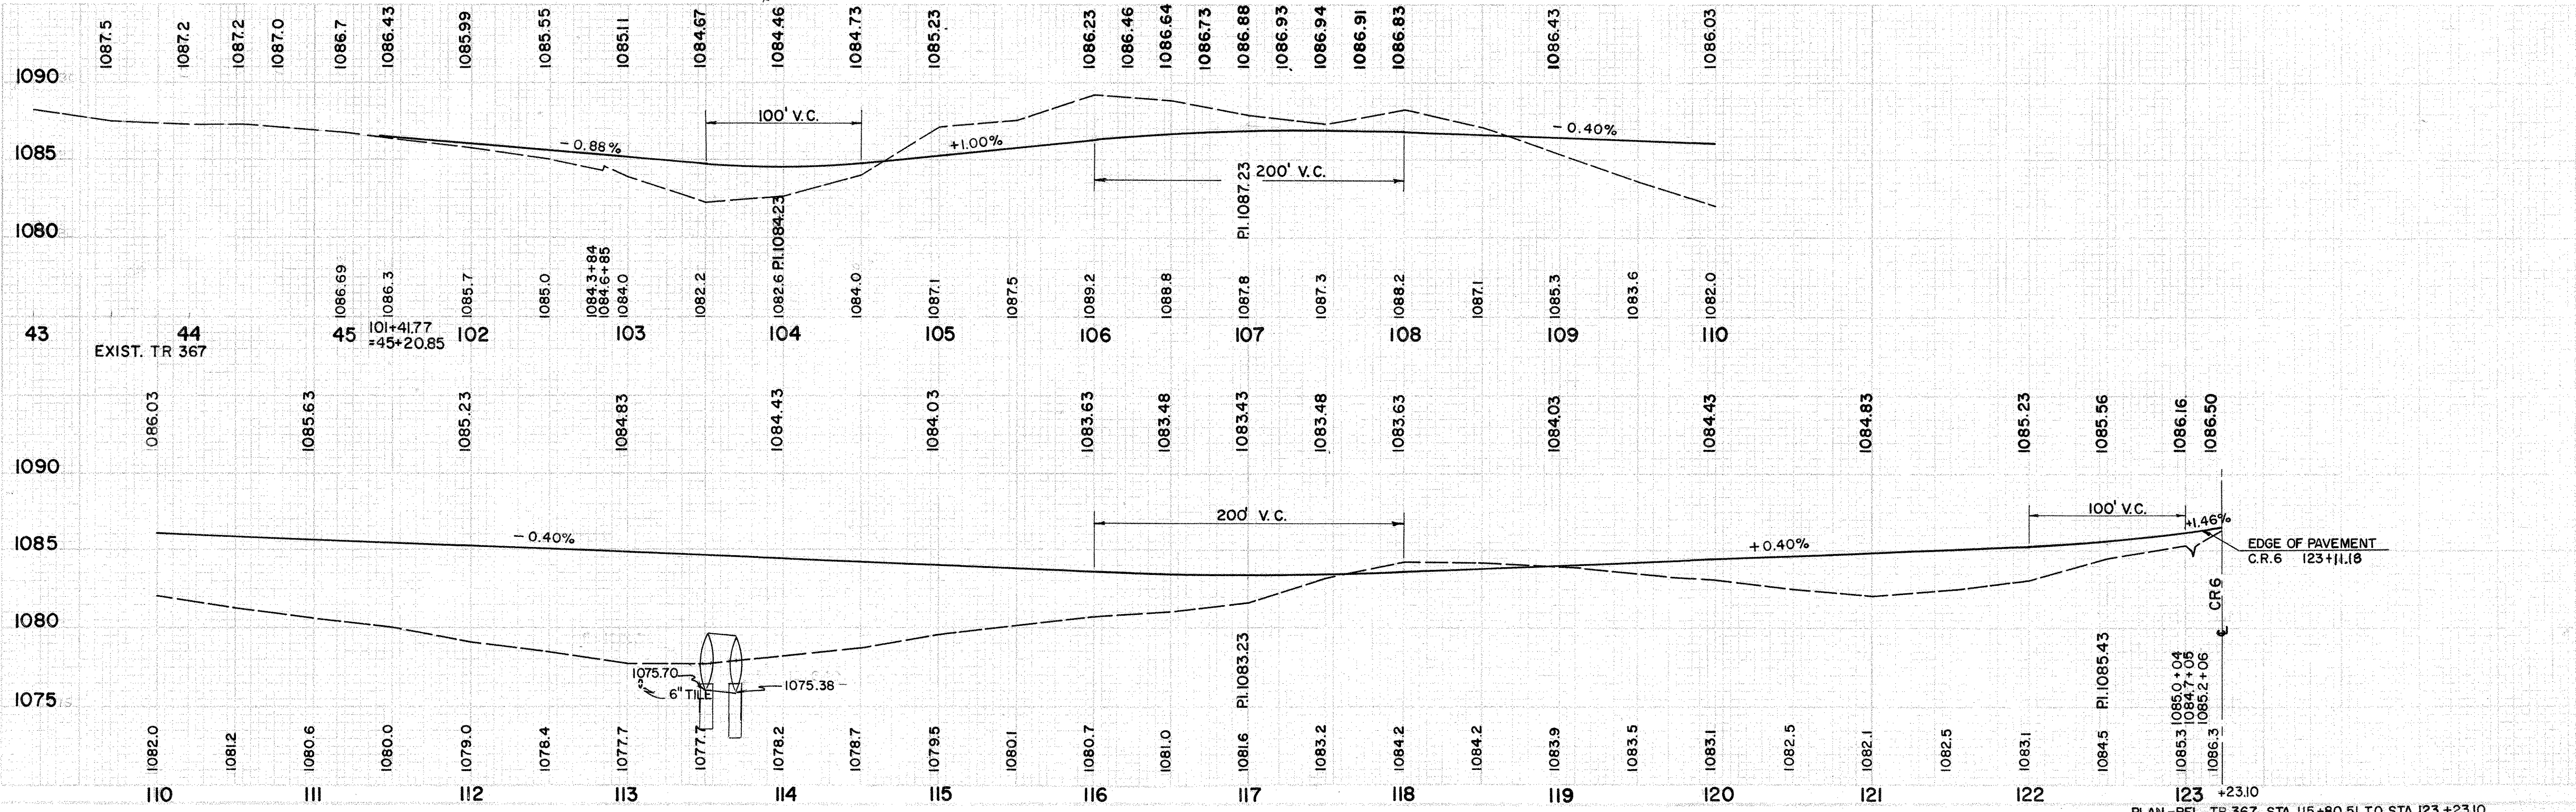 1087.5 1087.2 1087.2 1087.0 1086.7 1086.43 1085.99 1085.55 1085.11 1084.67 1084.46 1084.73 1085.23 1086.23 1086.46 1086.64 1086.73 1086.88 1086.93 1086.94 1086.91 1086.83 1086.43 1086.03
1090
100' V.C.
- 0.88% +1.00% - 0.40%
1085
200' V.C.
P.I. 1087.23
P.I. 1084.23
1080
1086.69 1086.3 1085.7 1085.0 1084.3+84 1084.6+85 1084.0 1082.2 1082.6 1084.0 1087.1 1087.5 1089.2 1088.8 1087.8 1087.3 1088.2 1087.1 1085.3 1083.6 1082.0
43 44 45 101+41.77 102 103 104 105 106 107 108 109 110
=45+20.85
EXIST. TR 367
1086.03 1085.63 1085.23 1084.83 1084.43 1084.03 1083.63 1083.48 1083.43 1083.48 1083.63 1084.03 1084.43 1084.83 1085.23 1085.56 1086.16 1086.50
1090
200' V.C. 100' V.C.
+1.46%
1085
- 0.40% +0.40%
EDGE OF PAVEMENT
C.R.6 123+11.18
C.R.6
1080
P.I. 1083.23 P.I. 1085.43
1075.70
6" TILE
1075.38
1075
1085.0+04 1084.7+05 1085.2+06
1082.0 1081.2 1080.6 1080.0 1079.0 1078.4 1077.7 1077.7 1078.2 1078.7 1079.5 1080.1 1080.7 1081.0 1081.6 1083.2 1084.2 1084.2 1083.9 1083.5 1083.1 1082.5 1082.1 1082.5 1083.1 1084.5 1085.3 1086.3
110 111 112 113 114 115 116 117 118 119 120 121 122 123 +23.10
PLAN-REL. TR 367 STA. 115+80.51 TO STA. 123+23.10